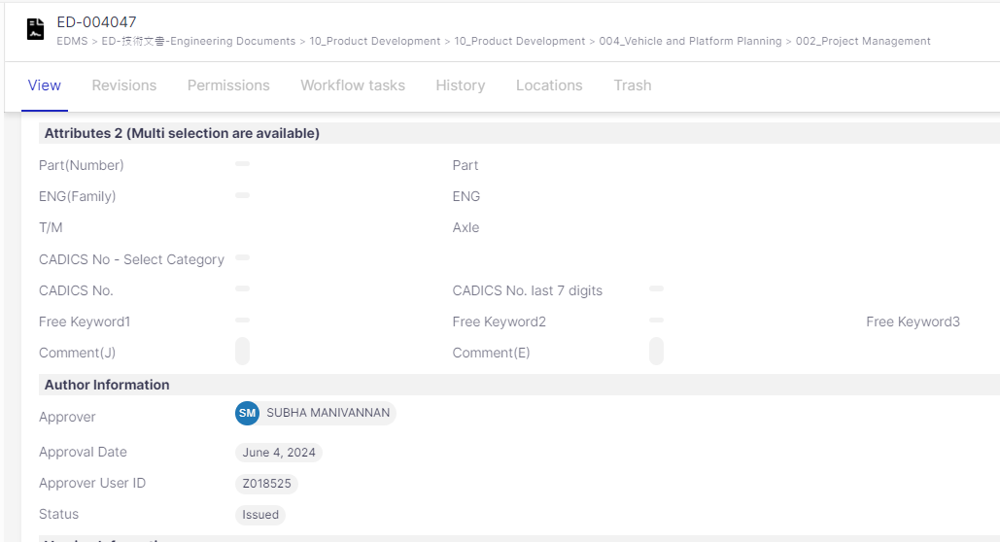 ED-004047
EDMS > ED-技術文書-Engineering Documents > 10_Product Development > 10_Product Development > 004_Vehicle and Platform Planning > 002_Project Management
View Revisions Permissions Workflow tasks History Locations Trash
Attributes 2 (Multi selection are available)
Part(Number) Part
ENG(Family) ENG
T/M Axle
CADICS No - Select Category
CADICS No. CADICS No. last 7 digits
Free Keyword1 Free Keyword2 Free Keyword3
Comment(J) Comment(E)
Author Information
Approver SM SUBHA MANIVANNAN
Approval Date June 4, 2024
Approver User ID Z018525
Status Issued